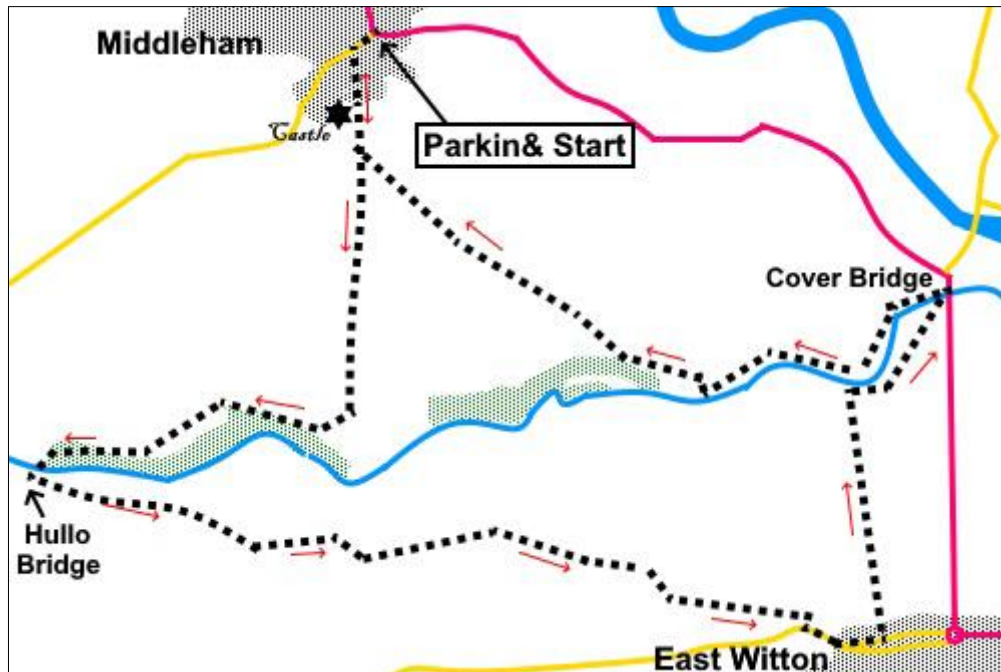 Middleham
Castle
Parkin& Start
Cover Bridge
Hullo
Bridge
East Witton